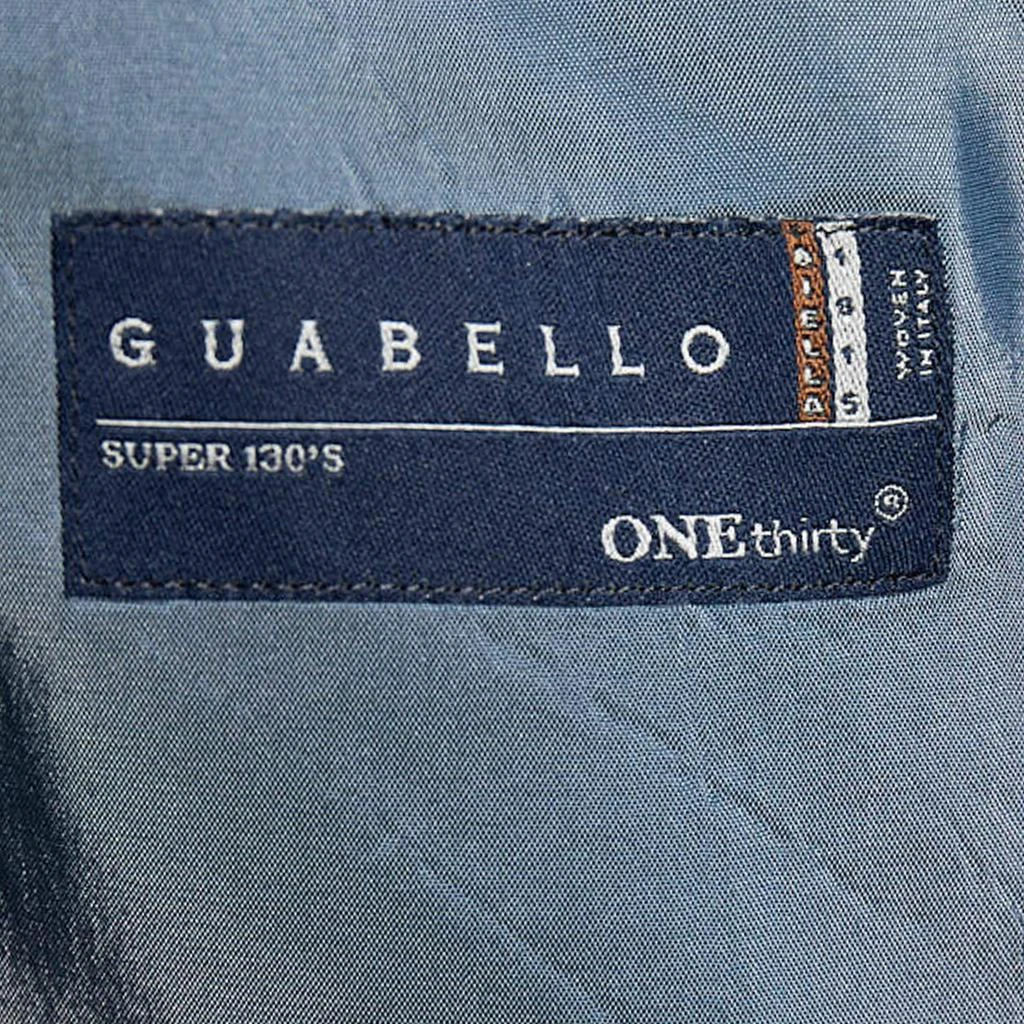 GUABELLO
BIELLA
1815
WOVEN
IN ITALY
SUPER 130'S
ONEthirty®